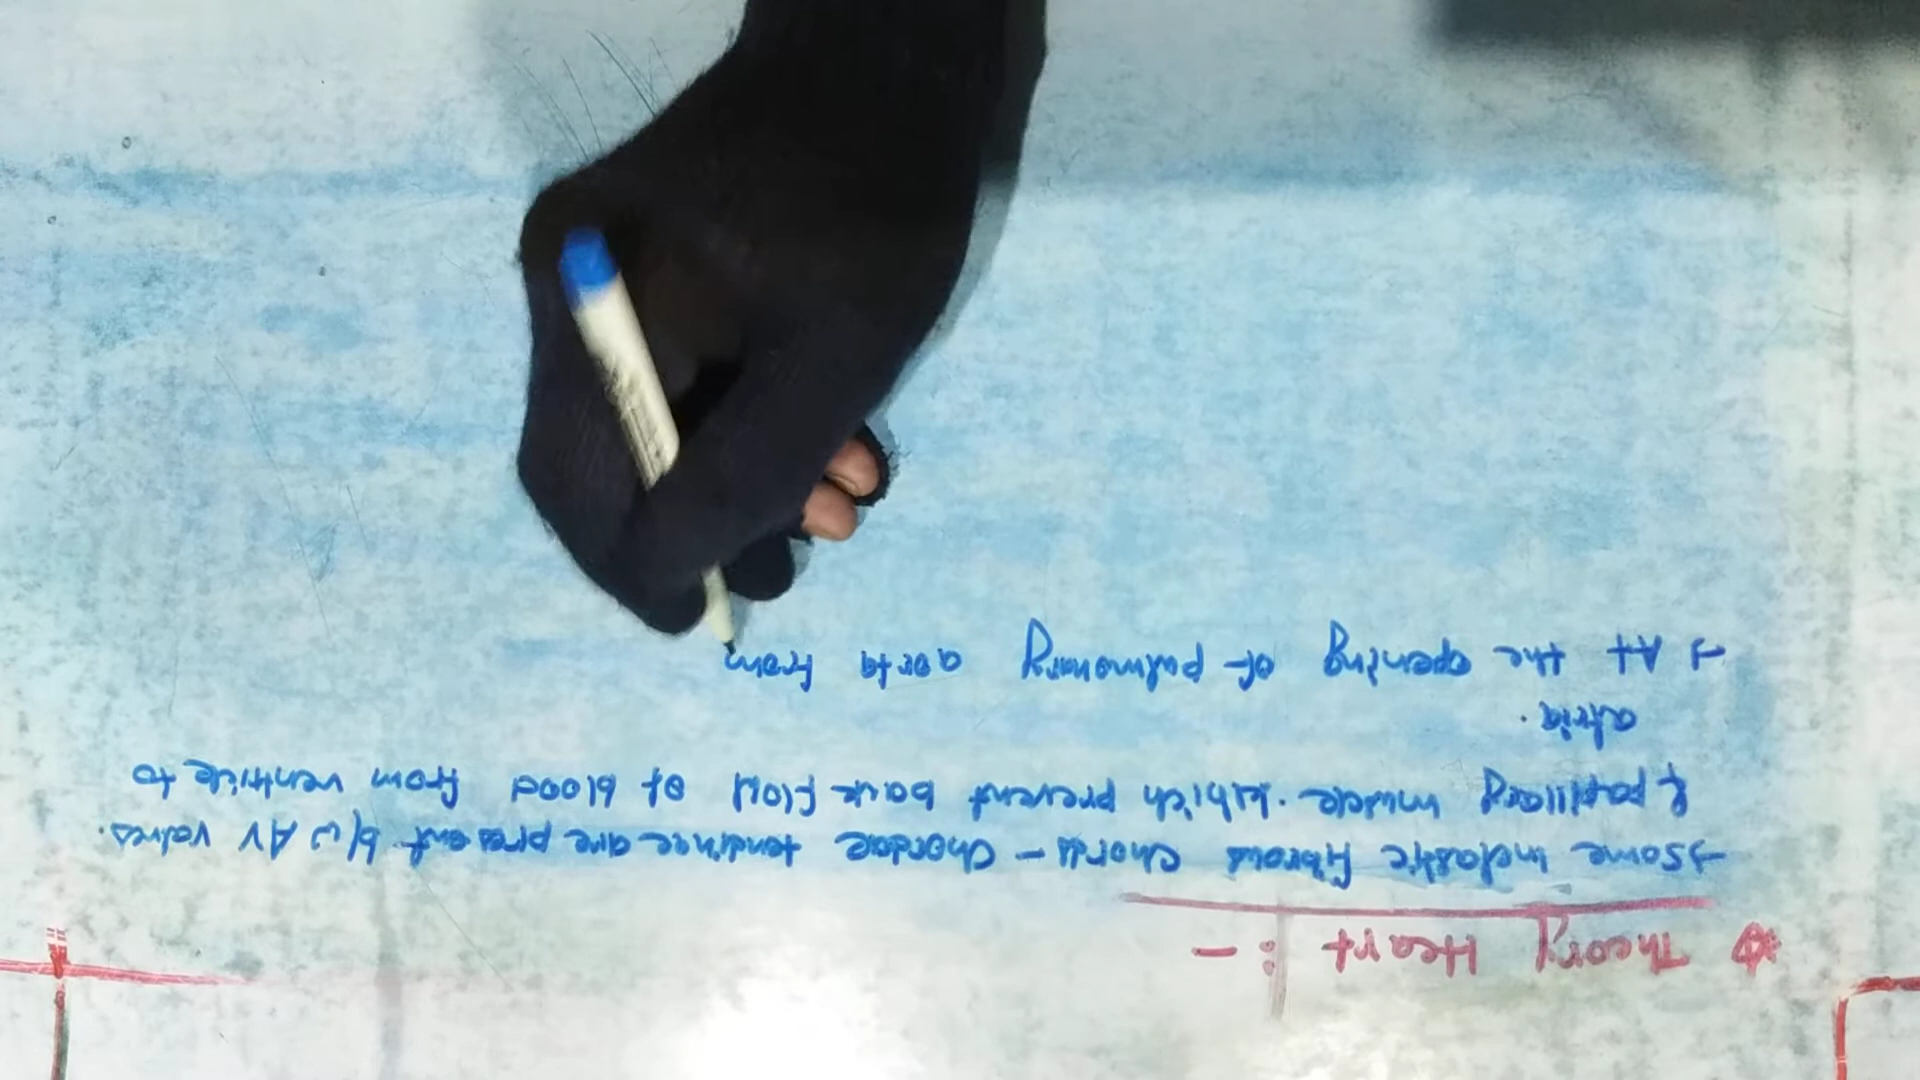 Theory Heart :-
→ Some inelastic fibrous chords - chordae tendinae are present b/w AV valves.
& papillary muscle. which prevent back flow of blood from ventricle to
atria.
→ At the opening of pulmonary aorta from